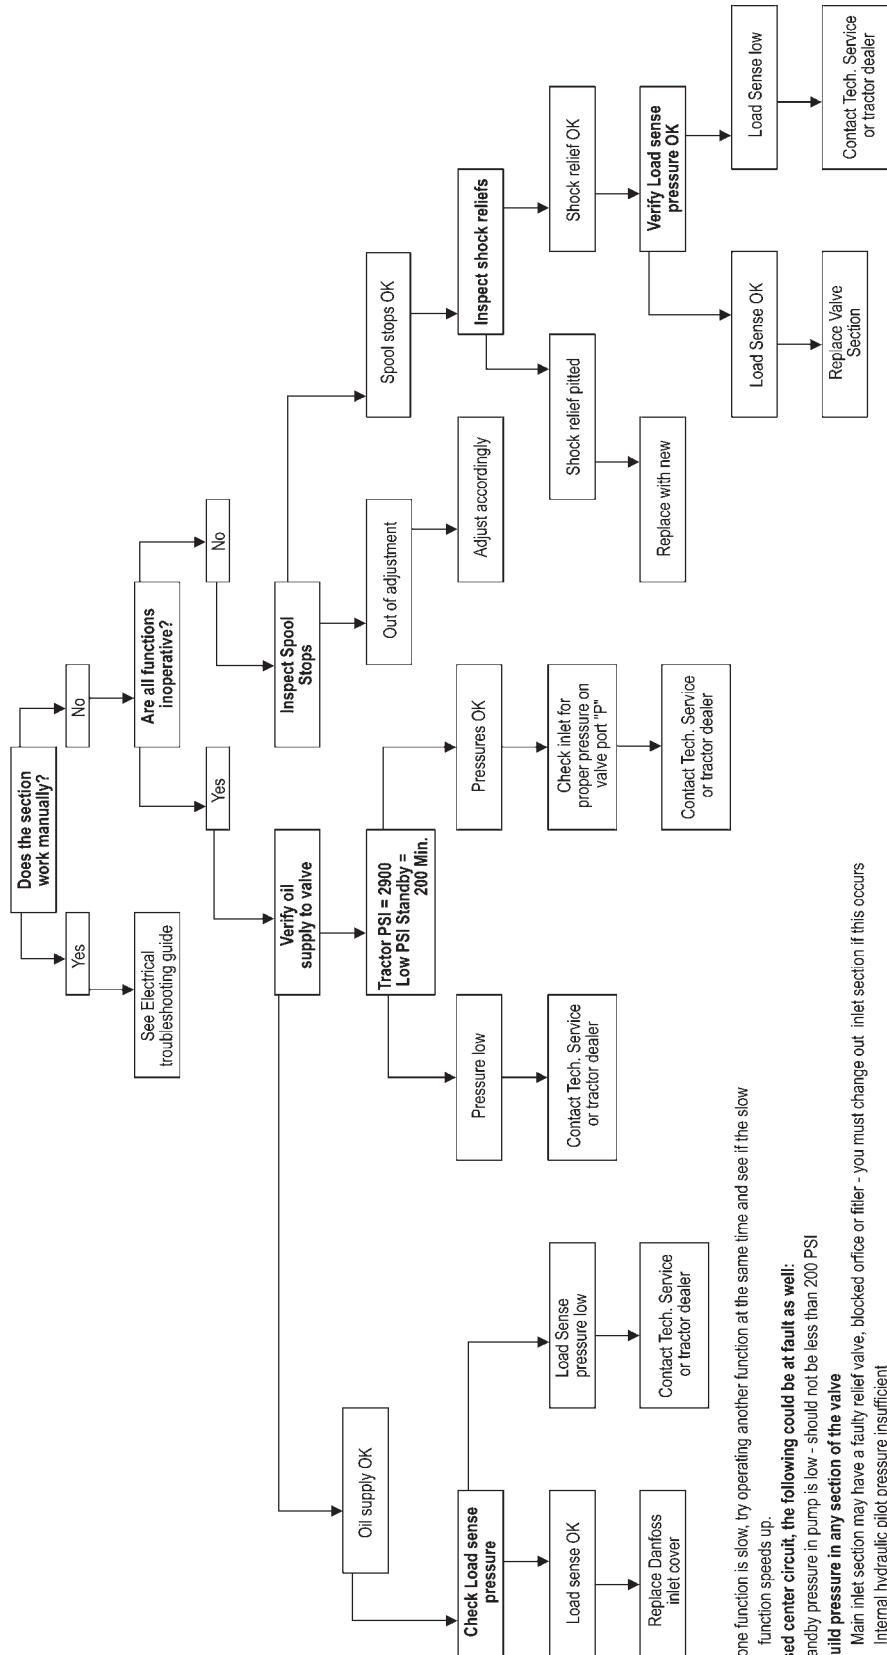 Does the section
work manually?
Yes
No
See Electrical
troubleshooting guide
Are all functions
inoperative?
Yes
No
Verify oil
supply to valve
Inspect Spool
Stops
Oil supply OK
Tractor PSI = 2900
Low PSI Standby =
200 Min.
Out of adjustment
Spool stops OK
Check Load sense
pressure
Pressure low
Pressures OK
Adjust accordingly
Inspect shock reliefs
Load sense OK
Load Sense
pressure low
Contact Tech. Service
or tractor dealer
Check inlet for
proper pressure on
valve port "P"
Shock relief pitted
Shock relief OK
Replace Danfoss
inlet cover
Contact Tech. Service
or tractor dealer
Contact Tech. Service
or tractor dealer
Replace with new
Verify Load sense
pressure OK
Load Sense OK
Load Sense low
Replace Valve
Section
Contact Tech. Service
or tractor dealer
one function is slow, try operating another function at the same time and see if the slow
function speeds up.
sed center circuit, the following could be at fault as well:
andby pressure in pump is low - should not be less than 200 PSI
uild pressure in any section of the valve
Main inlet section may have a faulty relief valve, blocked orfice or fitler - you must change out inlet section if this occurs
Internal hydraulic pilot pressure insufficient